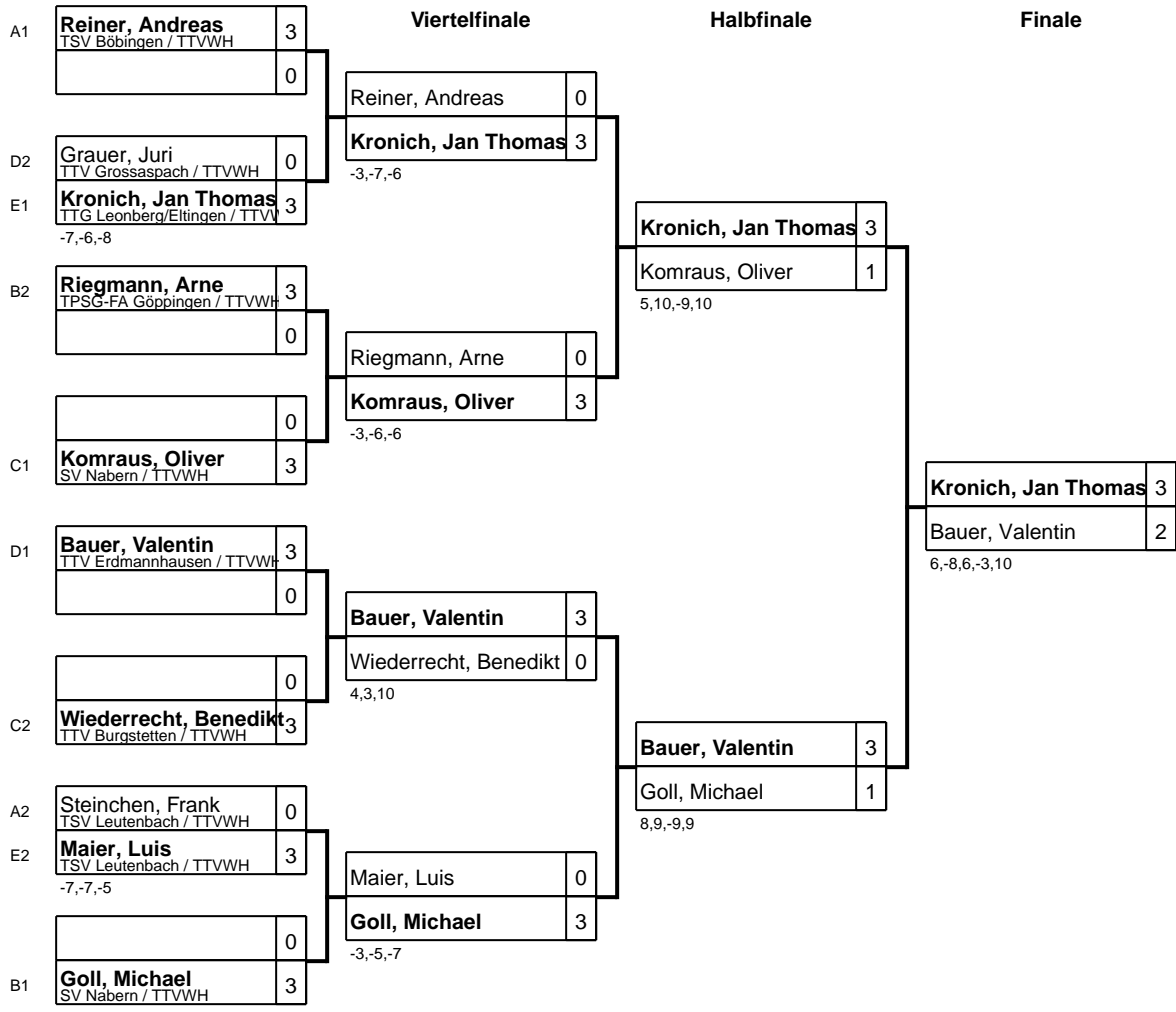 Viertelfinale
Halbfinale
Finale
A1
Reiner, Andreas
3
TSV Böbingen / TTVWH
0
D2
Grauer, Juri
0
TTV Grossaspach / TTVWH
E1
Kronich, Jan Thomas
3
TTG Leonberg/Eltingen / TTVW
-7,-6,-8
B2
Riegmann, Arne
3
TPSG-FA Göppingen / TTVWH
0
0
C1
Komraus, Oliver
3
SV Nabern / TTVWH
D1
Bauer, Valentin
3
TTV Erdmannhausen / TTVWH
0
0
C2
Wiederrecht, Benedikt
3
TTV Burgstetten / TTVWH
A2
Steinchen, Frank
0
TSV Leutenbach / TTVWH
E2
Maier, Luis
3
TSV Leutenbach / TTVWH
-7,-7,-5
0
B1
Goll, Michael
3
SV Nabern / TTVWH
Reiner, Andreas
0
Kronich, Jan Thomas
3
-3,-7,-6
Riegmann, Arne
0
Komraus, Oliver
3
-3,-6,-6
Bauer, Valentin
3
Wiederrecht, Benedikt
0
4,3,10
Maier, Luis
0
Goll, Michael
3
-3,-5,-7
Kronich, Jan Thomas
3
Komraus, Oliver
1
5,10,-9,10
Bauer, Valentin
3
Goll, Michael
1
8,9,-9,9
Kronich, Jan Thomas
3
Bauer, Valentin
2
6,-8,6,-3,10